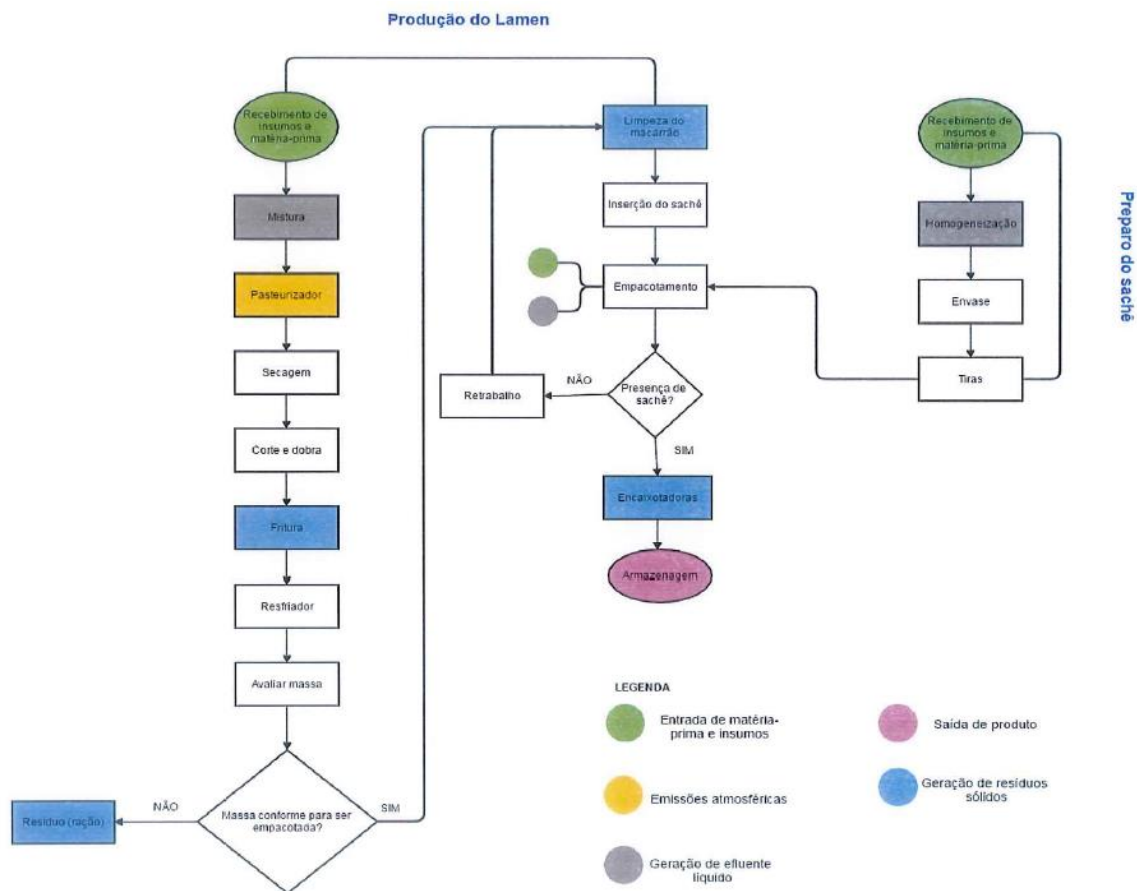 Produção do Lamen
Recebimento de
insumos e
matéria-prima
Mistura
Pasteurizador
Secagem
Corte e dobra
Fritura
Resfriador
Avaliar massa
Massa conforme para ser
empacotada?
NÃO
SIM
Resíduo (ração)
Limpeza do
macarrão
Inserção do sachê
Empacotamento
Presença de
sachê?
NÃO
Retrabalho
SIM
Encaixotadoras
Armazenagem
Preparo do sachê
Recebimento de
insumos e
matéria-prima
Homogeneização
Envase
Tiras
LEGENDA
Entrada de matéria-
prima e insumos
Emissões atmosféricas
Geração de efluente
líquido
Saída de produto
Geração de resíduos
sólidos